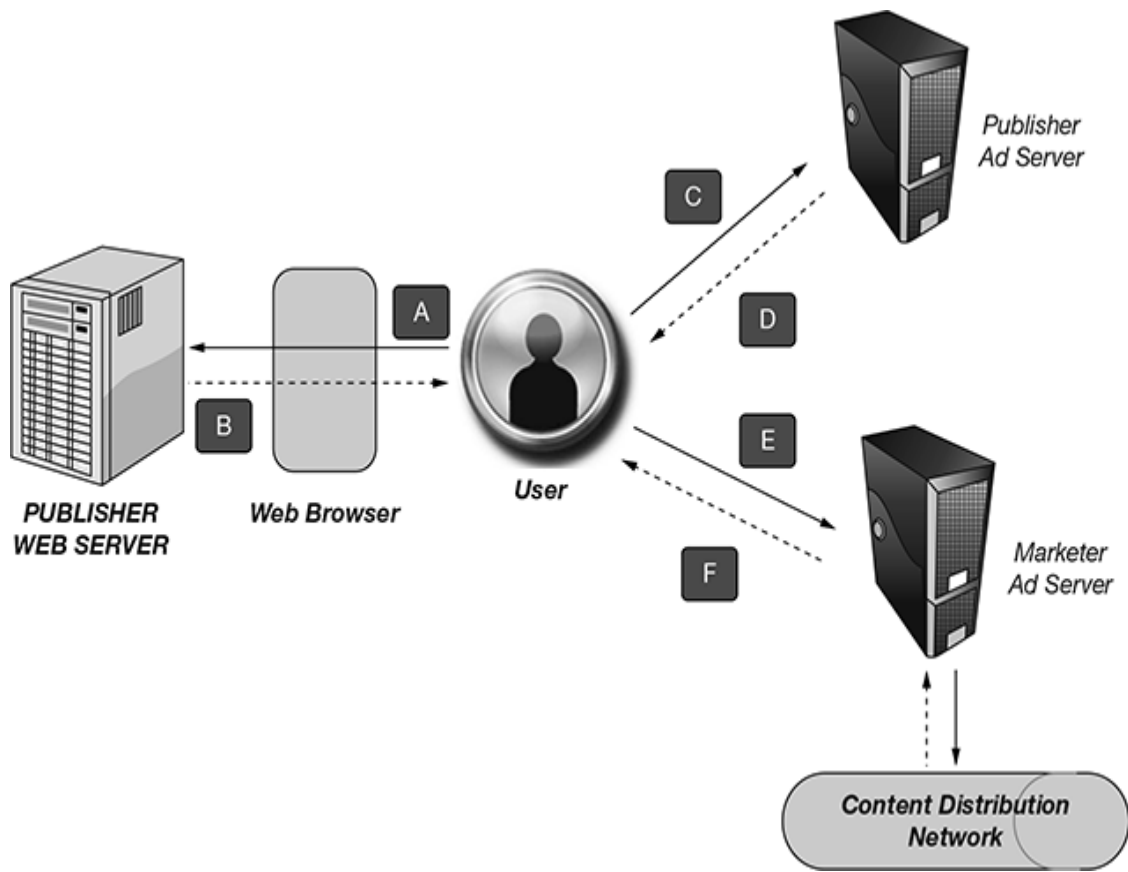 Publisher
Ad Server
C
A
D
B
E
PUBLISHER
WEB SERVER
Web Browser
User
F
Marketer
Ad Server
Content Distribution
Network